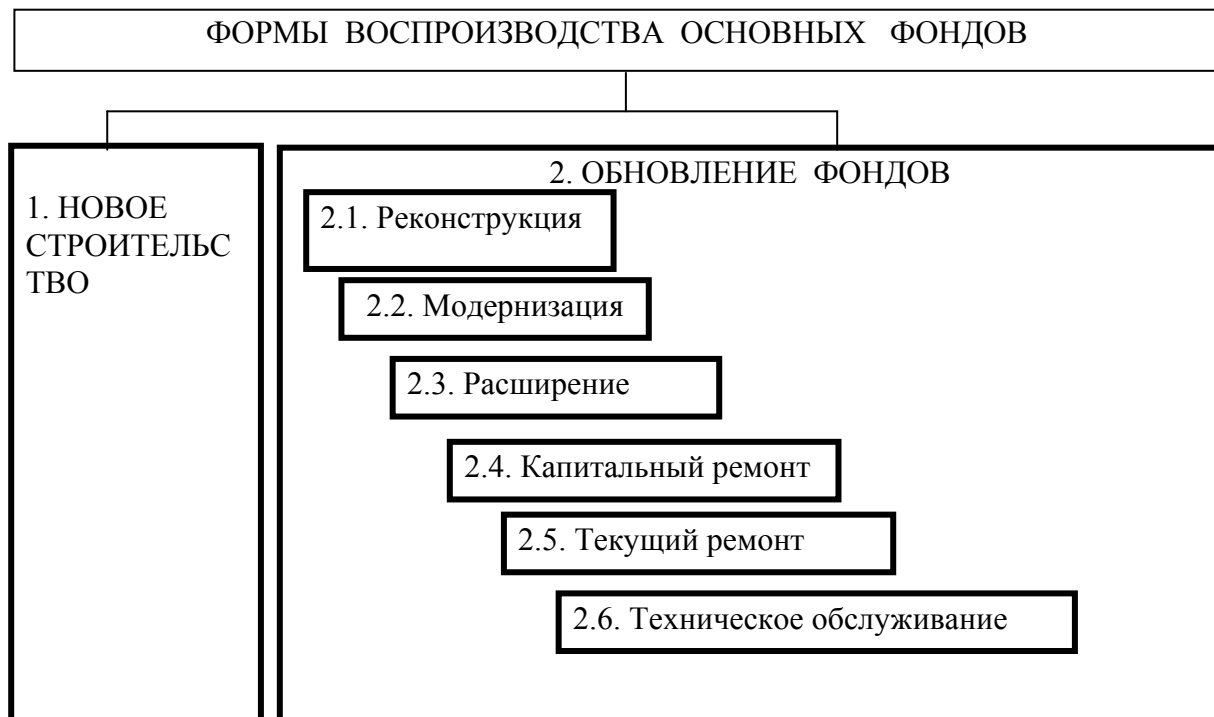 ФОРМЫ ВОСПРОИЗВОДСТВА ОСНОВНЫХ ФОНДОВ
1. НОВОЕ
СТРОИТЕЛЬС
ТВО
2. ОБНОВЛЕНИЕ ФОНДОВ
2.1. Реконструкция
2.2. Модернизация
2.3. Расширение
2.4. Капитальный ремонт
2.5. Текущий ремонт
2.6. Техническое обслуживание